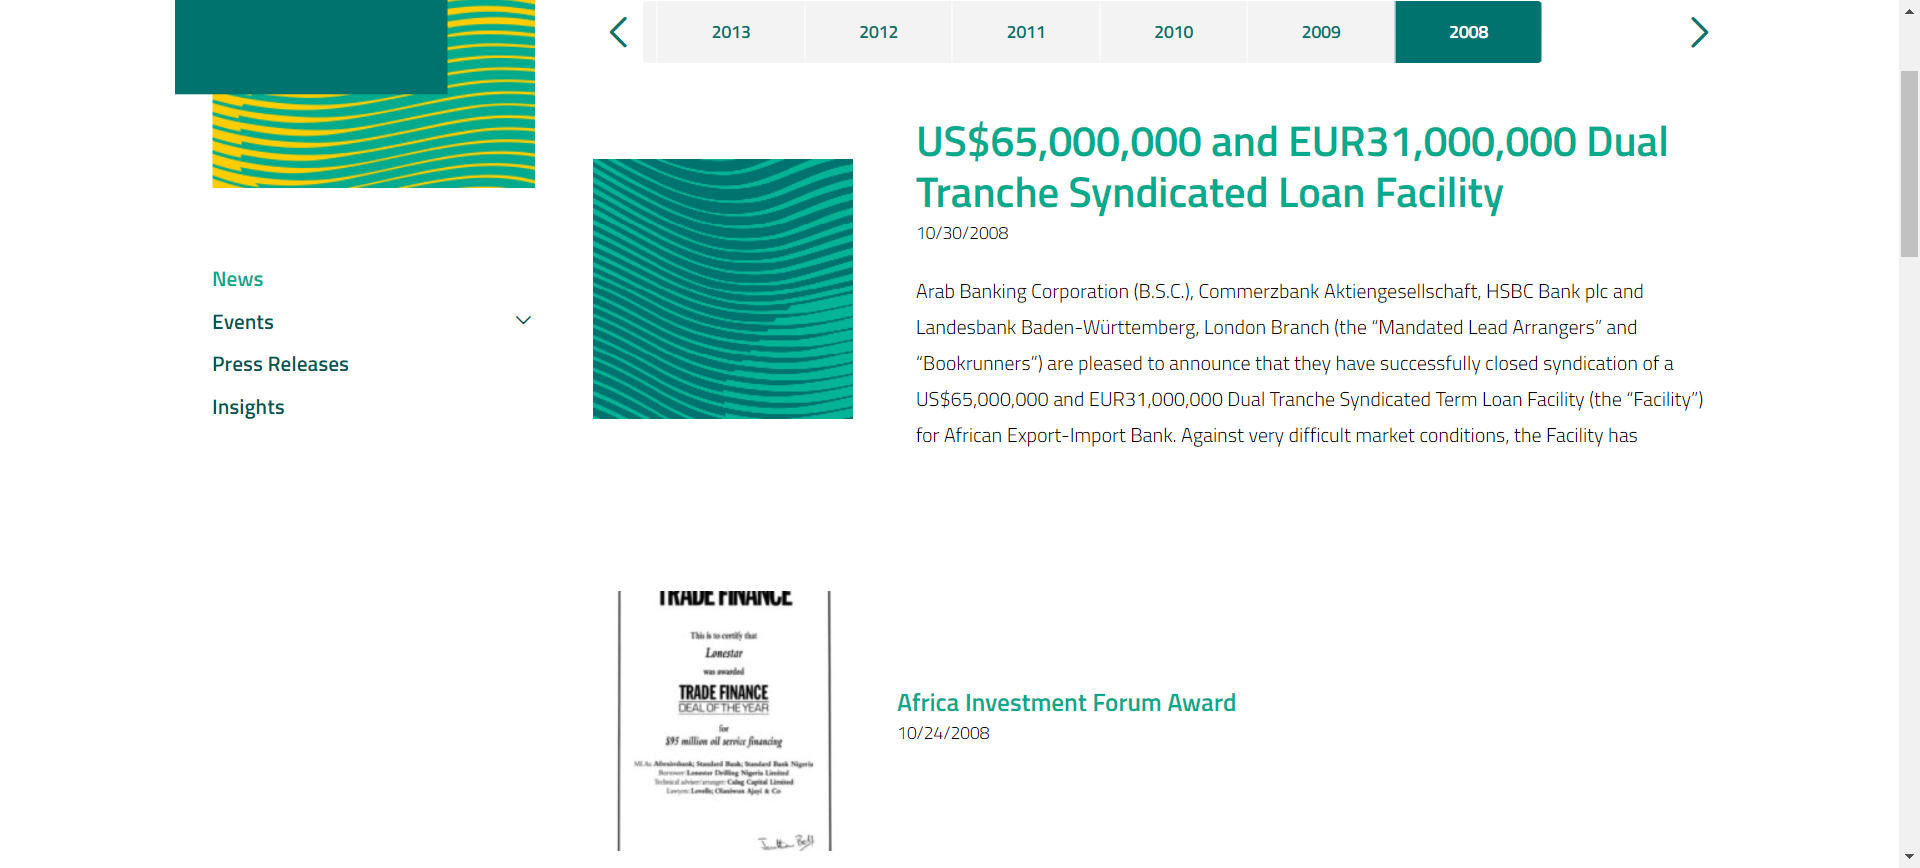 2013 2012 2011 2010 2009 2008
US$65,000,000 and EUR31,000,000 Dual
Tranche Syndicated Loan Facility
10/30/2008
Arab Banking Corporation (B.S.C.), Commerzbank Aktiengesellschaft, HSBC Bank plc and
Landesbank Baden-Württemberg, London Branch (the “Mandated Lead Arrangers” and
“Bookrunners”) are pleased to announce that they have successfully closed syndication of a
US$65,000,000 and EUR31,000,000 Dual Tranche Syndicated Term Loan Facility (the “Facility”)
for African Export-Import Bank. Against very difficult market conditions, the Facility has
News
Events
Press Releases
Insights
TRADE FINANCE
This is to certify that
Lonestar
was awarded
TRADE FINANCE
DEAL OF THE YEAR
for
$95 million oil service financing
MLAs: Afreximbank; Standard Bank; Standard Bank Nigeria
Borrower: Lonestar Drilling Nigeria Limited
Technical adviser/arranger: Calag Capital Limited
Lawyers: Lovells; Olaniwun Ajayi & Co
Africa Investment Forum Award
10/24/2008